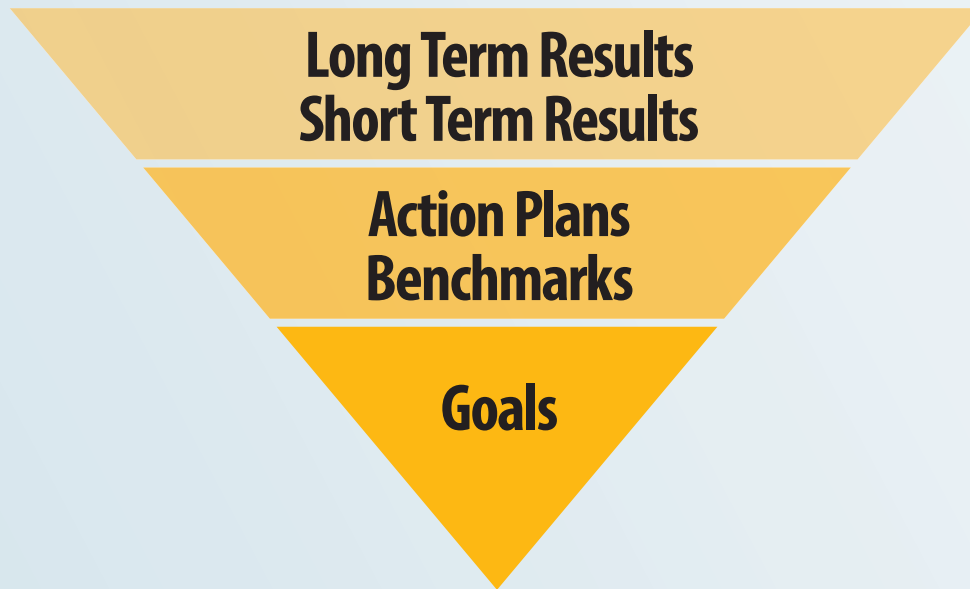 Long Term Results
Short Term Results
Action Plans
Benchmarks
Goals